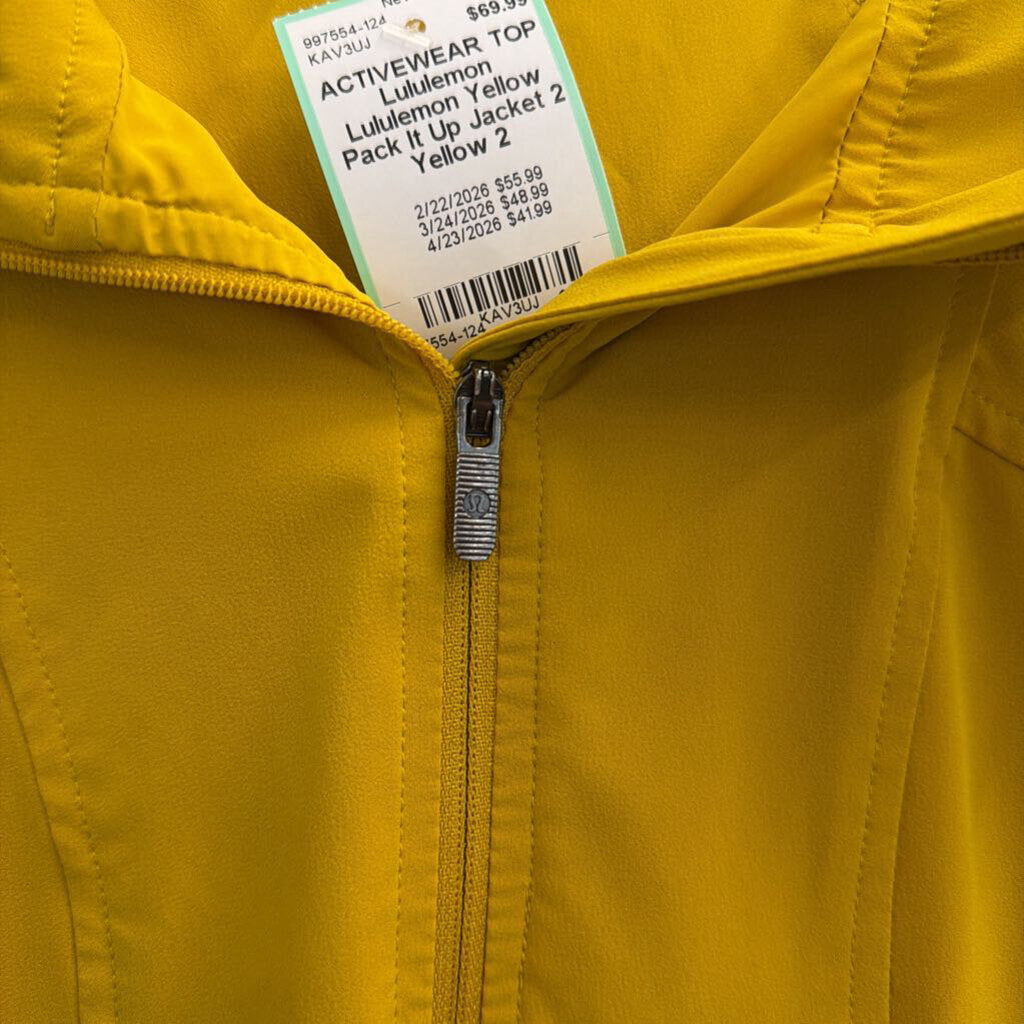 $69.99
997554-124
KAV3UJ
ACTIVEWEAR TOP
Lululemon
Lululemon Yellow
Pack It Up Jacket 2
Yellow 2
2/22/2026 $55.99
3/24/2026 $48.99
4/23/2026 $41.99
554-124
KAV3UJ